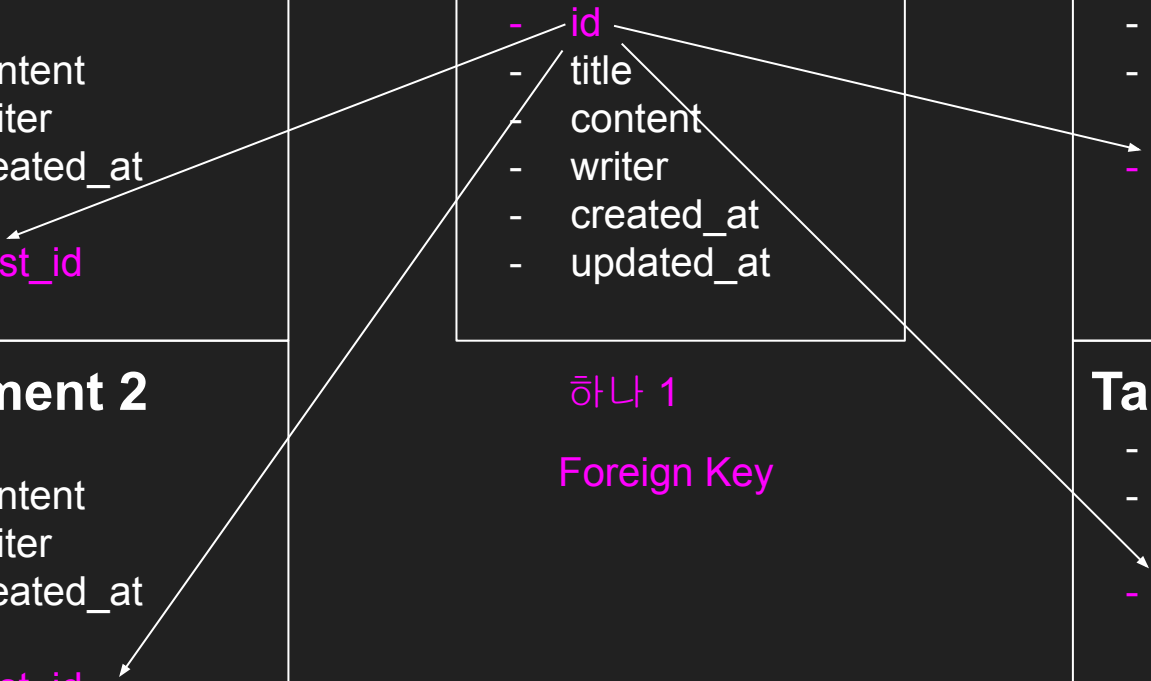 ntent
iter
eated_at
st_id
ment 2
ntent
iter
eated_at
st_id
- id
- title
- content
- writer
- created_at
- updated_at
하나 1
Foreign Key
-
-
-
Ta
-
-
-